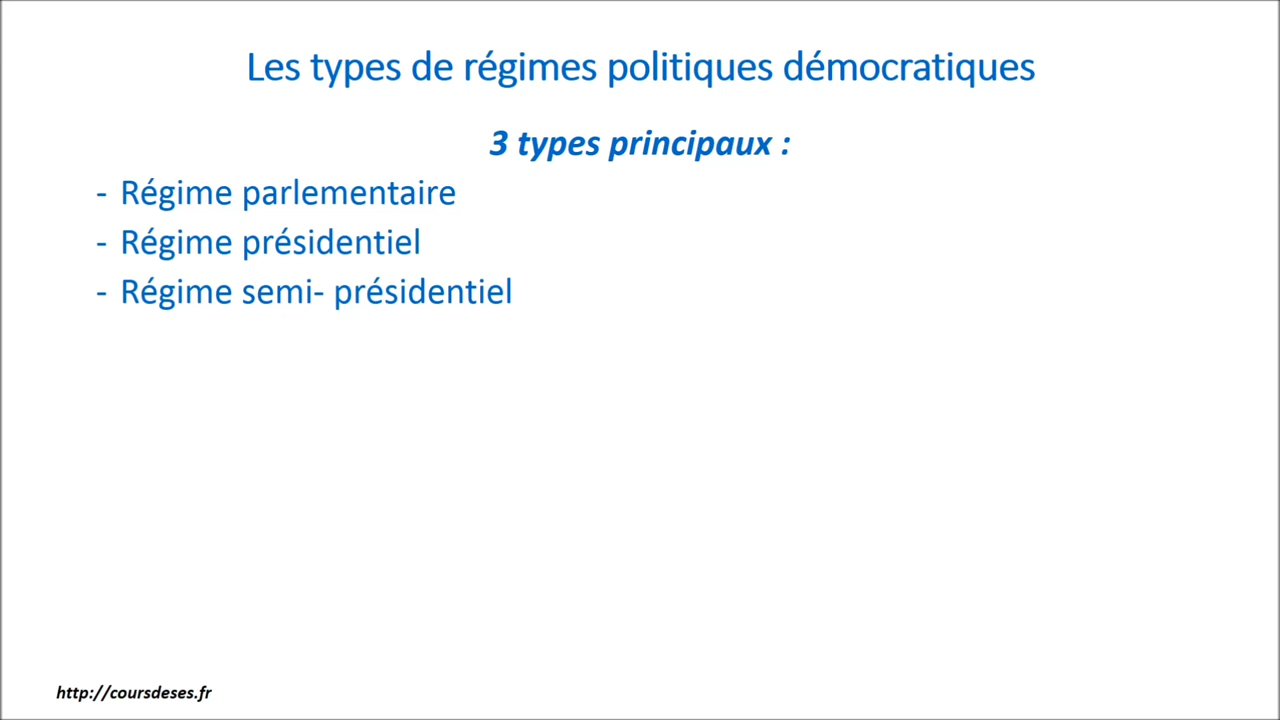 Les types de régimes politiques démocratiques
3 types principaux :
- Régime parlementaire
- Régime présidentiel
- Régime semi- présidentiel
http://coursdeses.fr